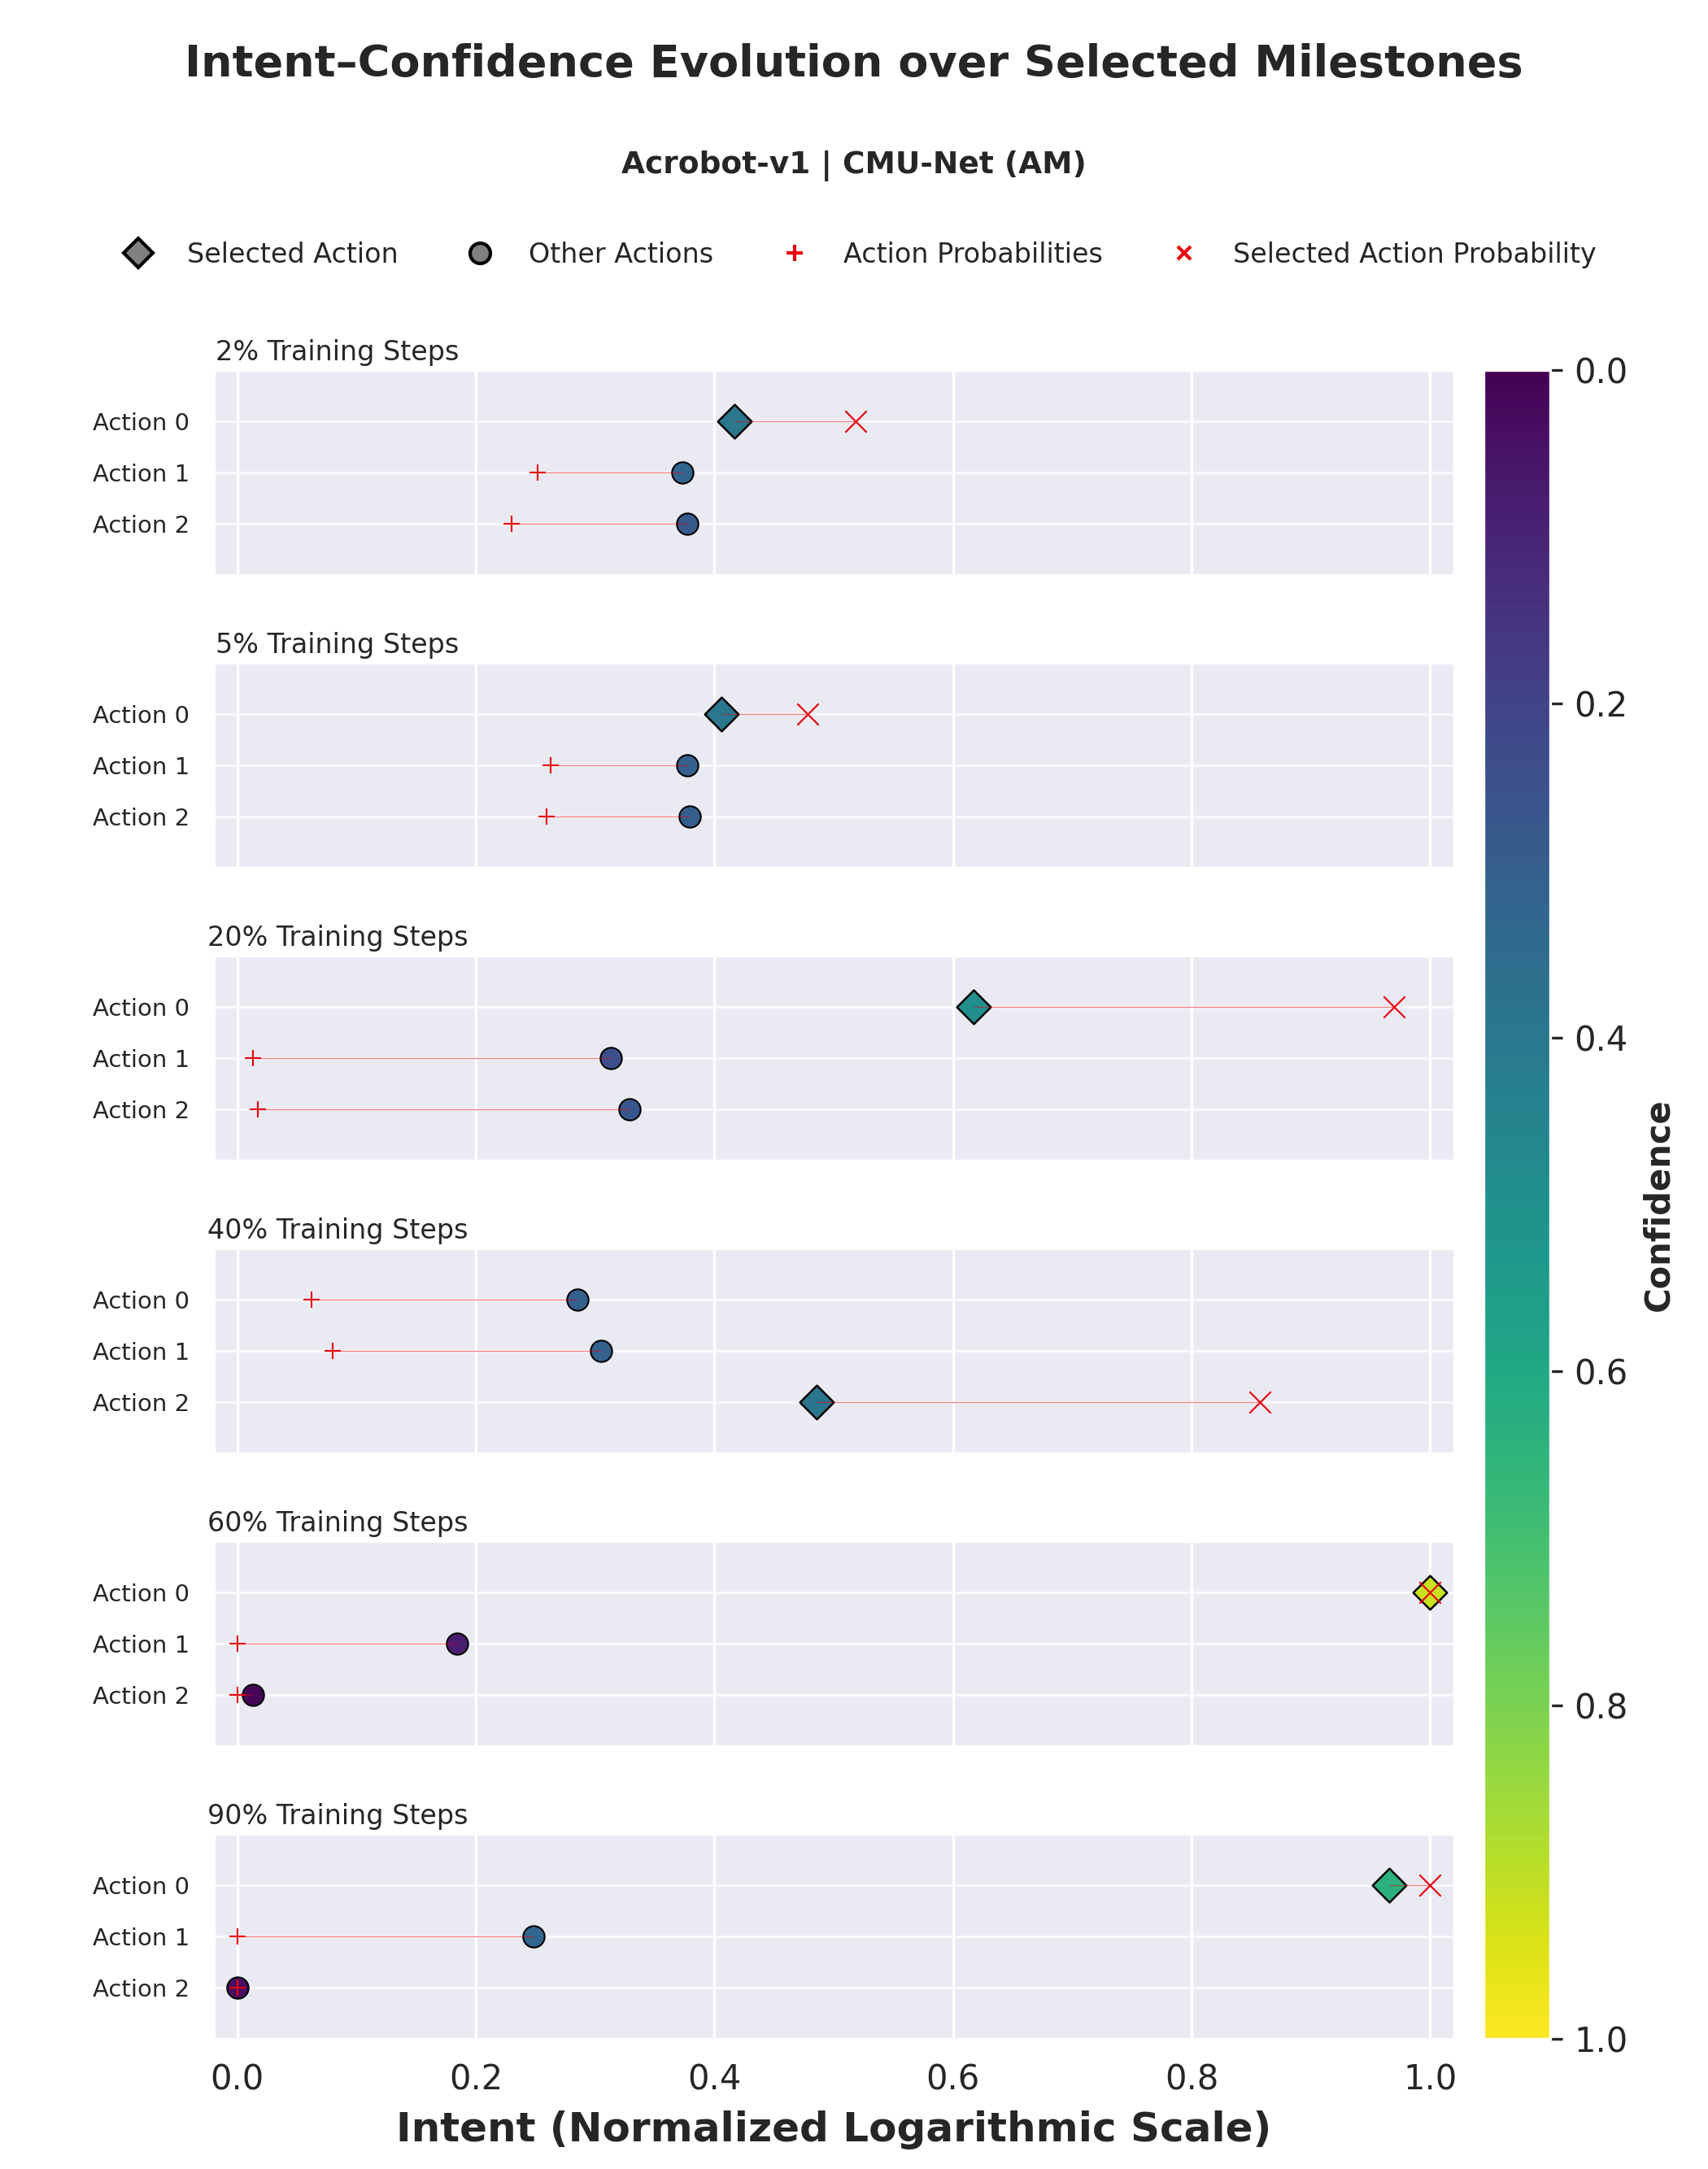 Intent–Confidence Evolution over Selected Milestones
Acrobot-v1 | CMU-Net (AM)
Selected Action
Other Actions
Action Probabilities
Selected Action Probability
2% Training Steps
Action 0
Action 1
Action 2
5% Training Steps
Action 0
Action 1
Action 2
20% Training Steps
Action 0
Action 1
Action 2
40% Training Steps
Action 0
Action 1
Action 2
60% Training Steps
Action 0
Action 1
Action 2
90% Training Steps
Action 0
Action 1
Action 2
0.0 0.2 0.4 0.6 0.8 1.0
Intent (Normalized Logarithmic Scale)
0.0
0.2
0.4
0.6
0.8
1.0
Confidence